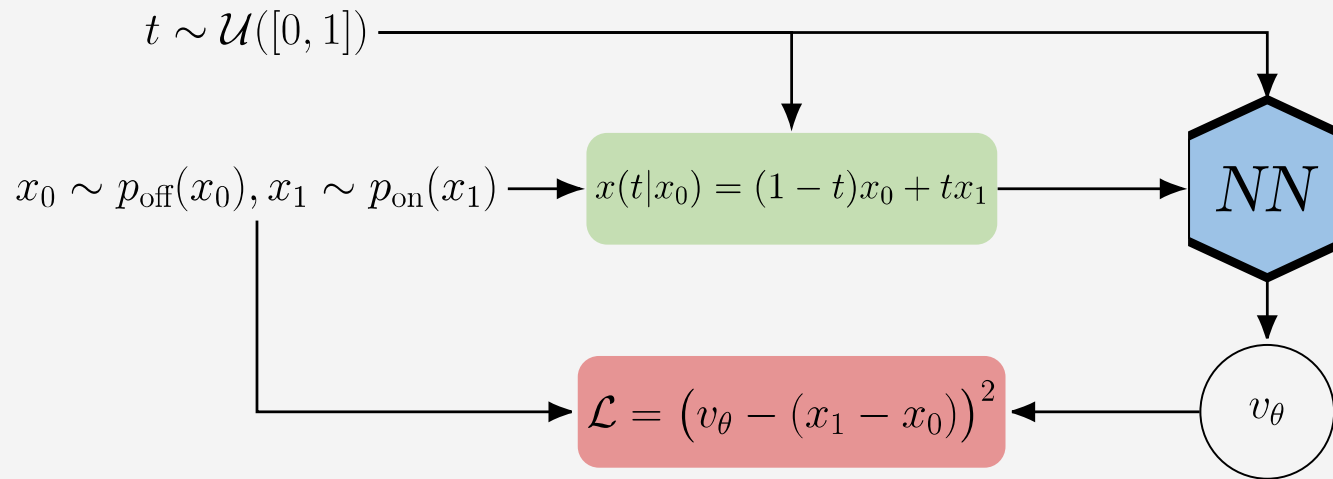 t ∼ 𝒰([0, 1])
x₀ ∼ p_off(x₀), x₁ ∼ p_on(x₁)
x(t|x₀) = (1 − t)x₀ + tx₁
NN
ℒ = (v_θ − (x₁ − x₀))²
v_θ